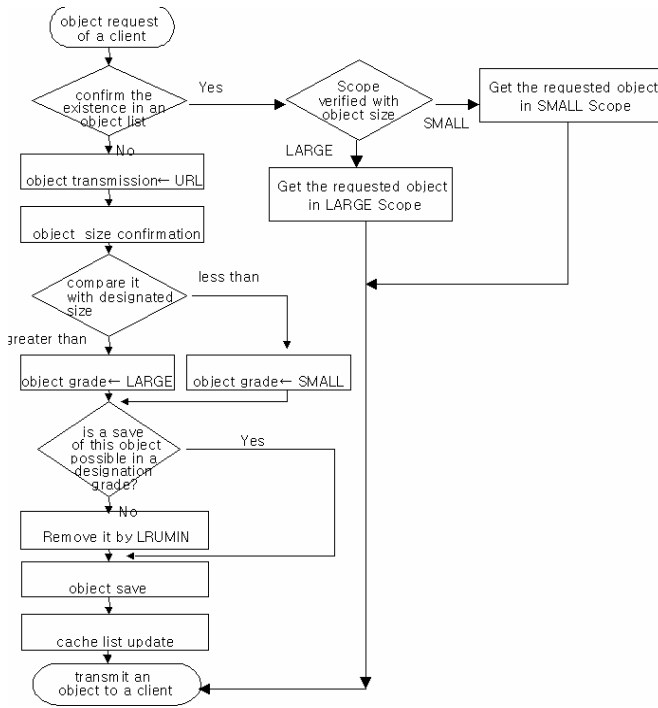 object request
of a client
confirm the
existence in an
object list
Yes
Scope
verified with
object size
SMALL
Get the requested object
in SMALL Scope
LARGE
Get the requested object
in LARGE Scope
No
object transmission← URL
object size confirmation
compare it
with designated
size
less than
greater than
object grade← LARGE
object grade← SMALL
is a save
of this object
possible in a
designation
grade?
Yes
No
Remove it by LRUMIN
object save
cache list update
transmit an
object to a client